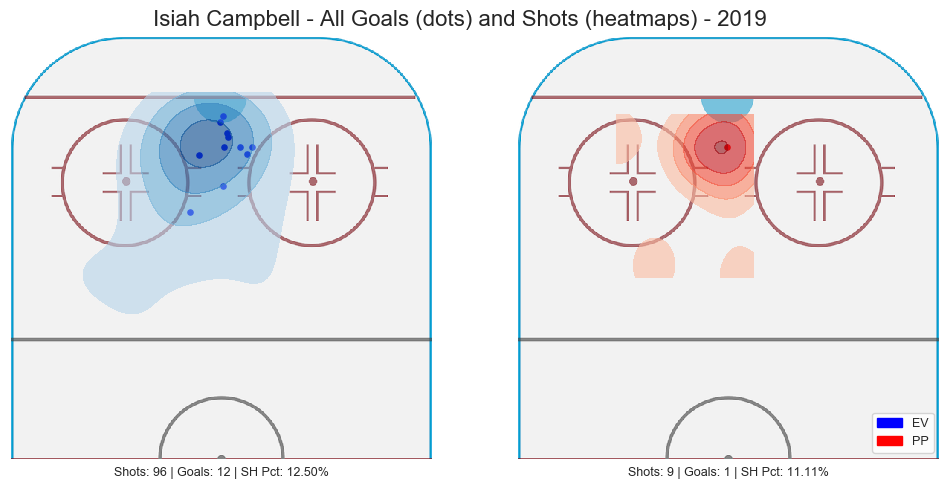 Isiah Campbell - All Goals (dots) and Shots (heatmaps) - 2019
EV
PP
Shots: 96 | Goals: 12 | SH Pct: 12.50%
Shots: 9 | Goals: 1 | SH Pct: 11.11%